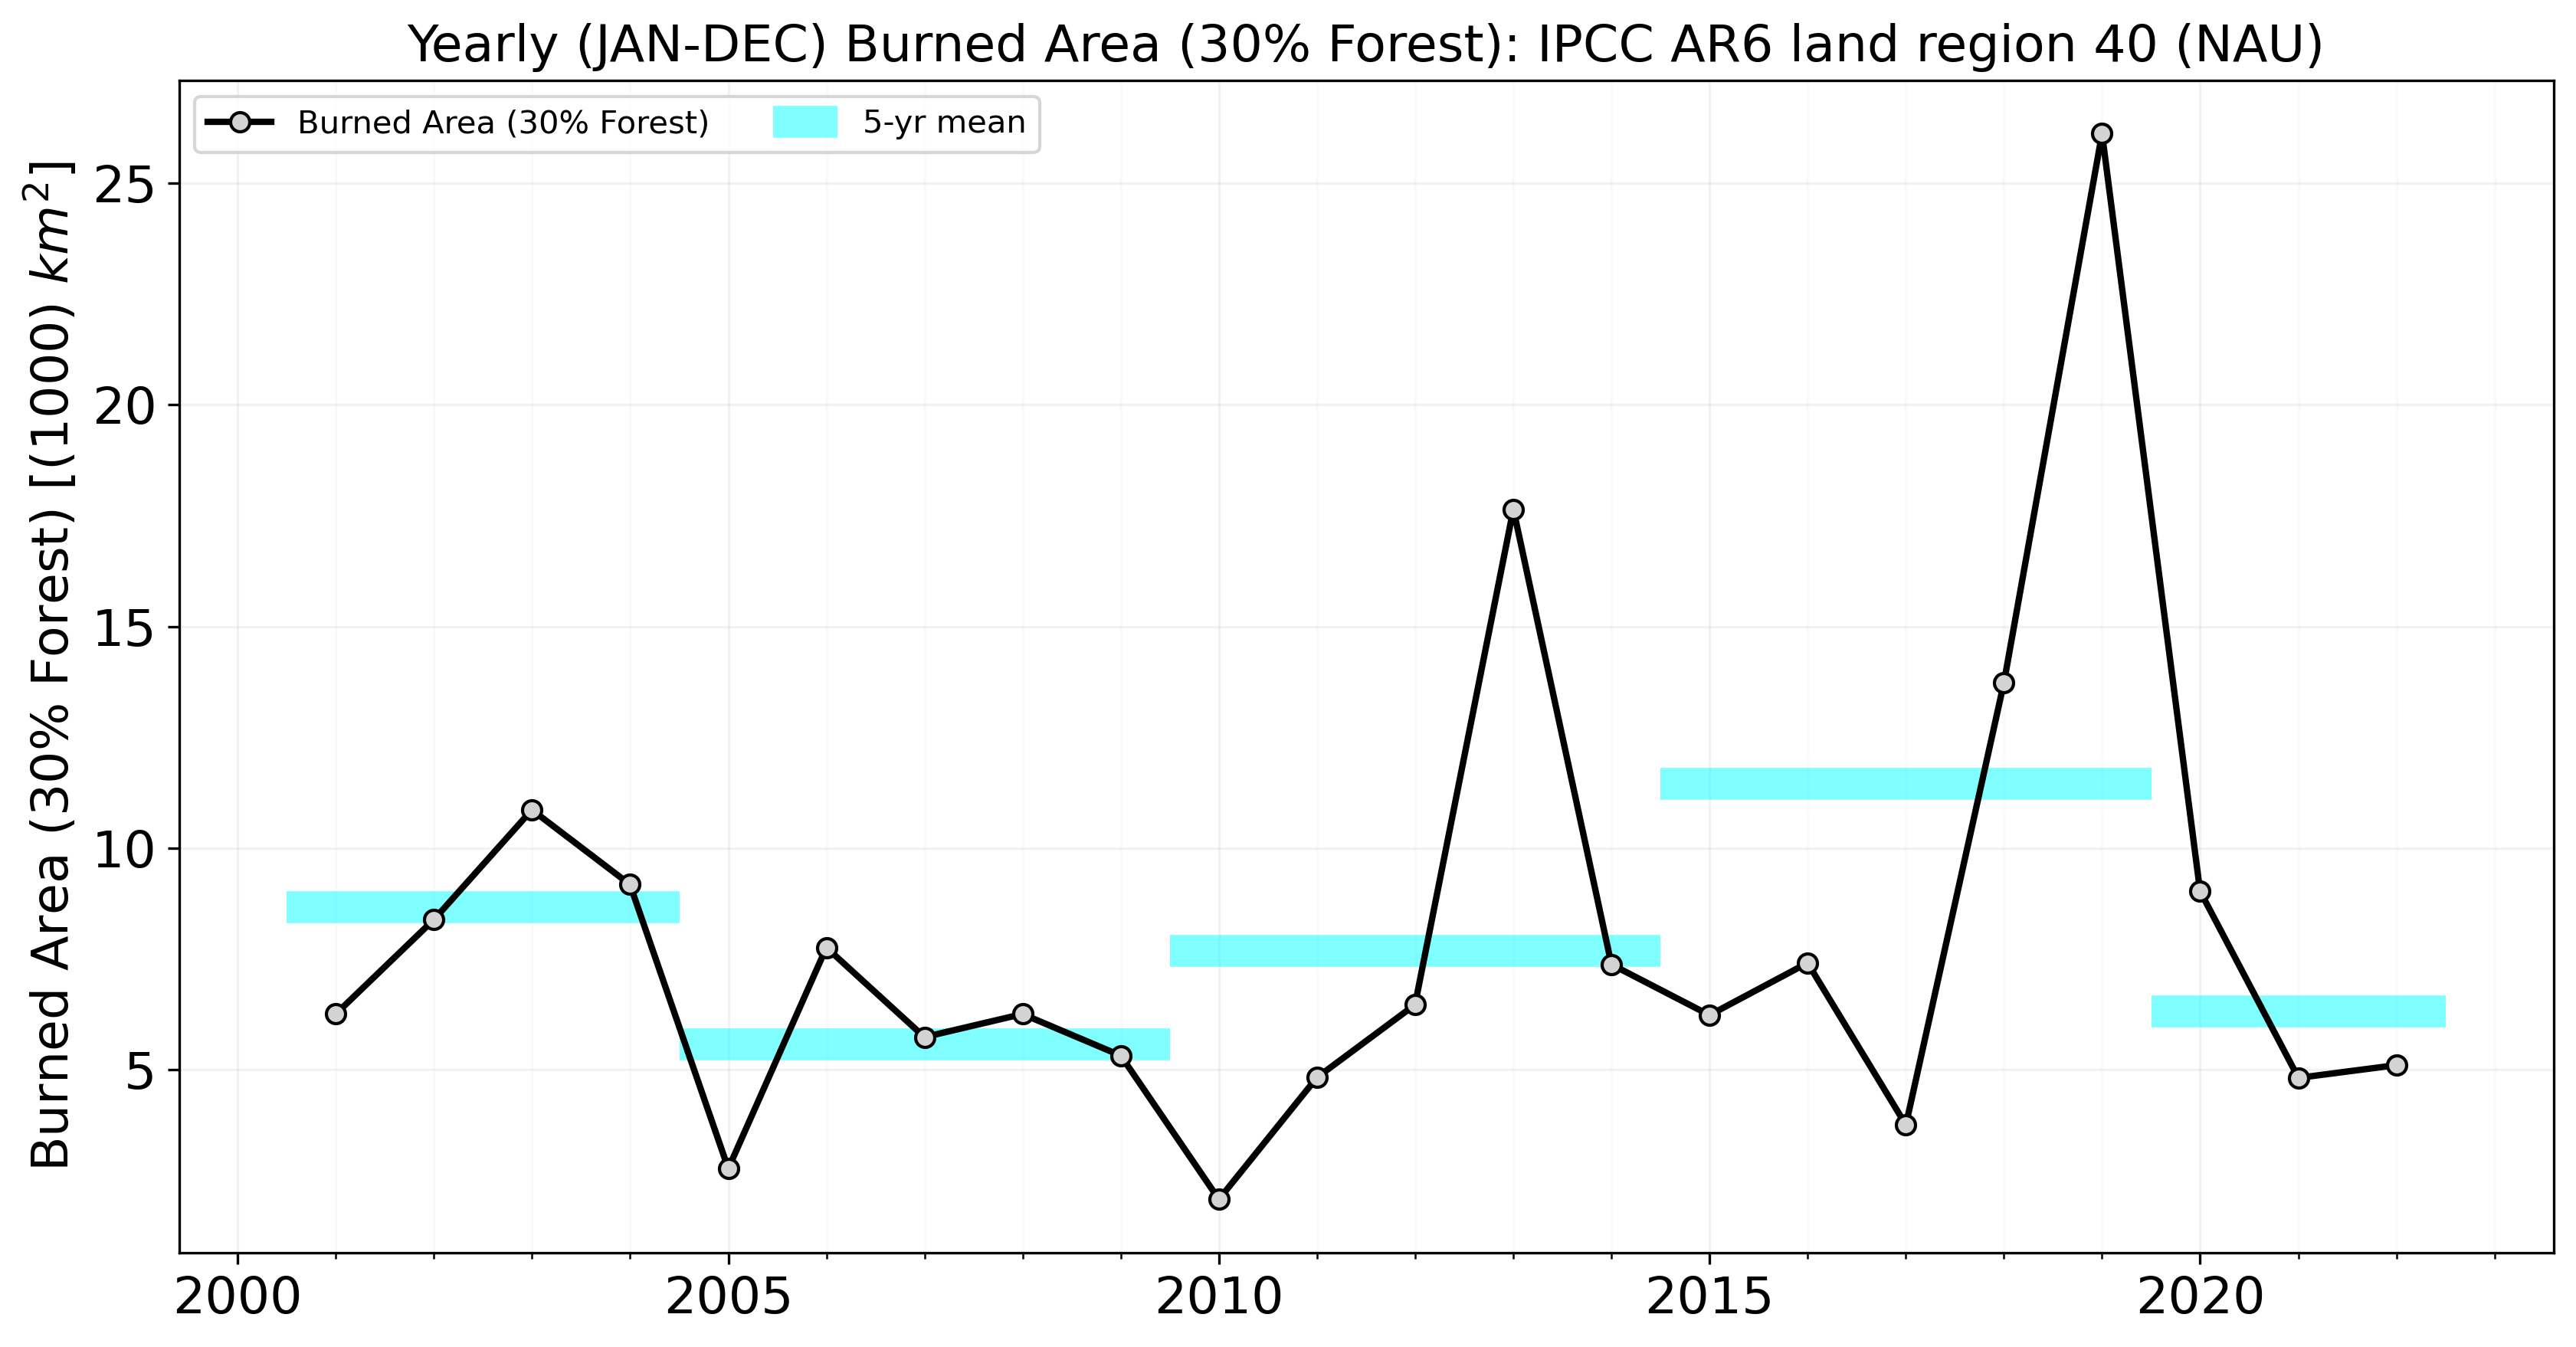 Yearly (JAN-DEC) Burned Area (30% Forest): IPCC AR6 land region 40 (NAU)
Burned Area (30% Forest)
5-yr mean
Burned Area (30% Forest) [(1000) km²]
25
20
15
10
5
2000
2005
2010
2015
2020